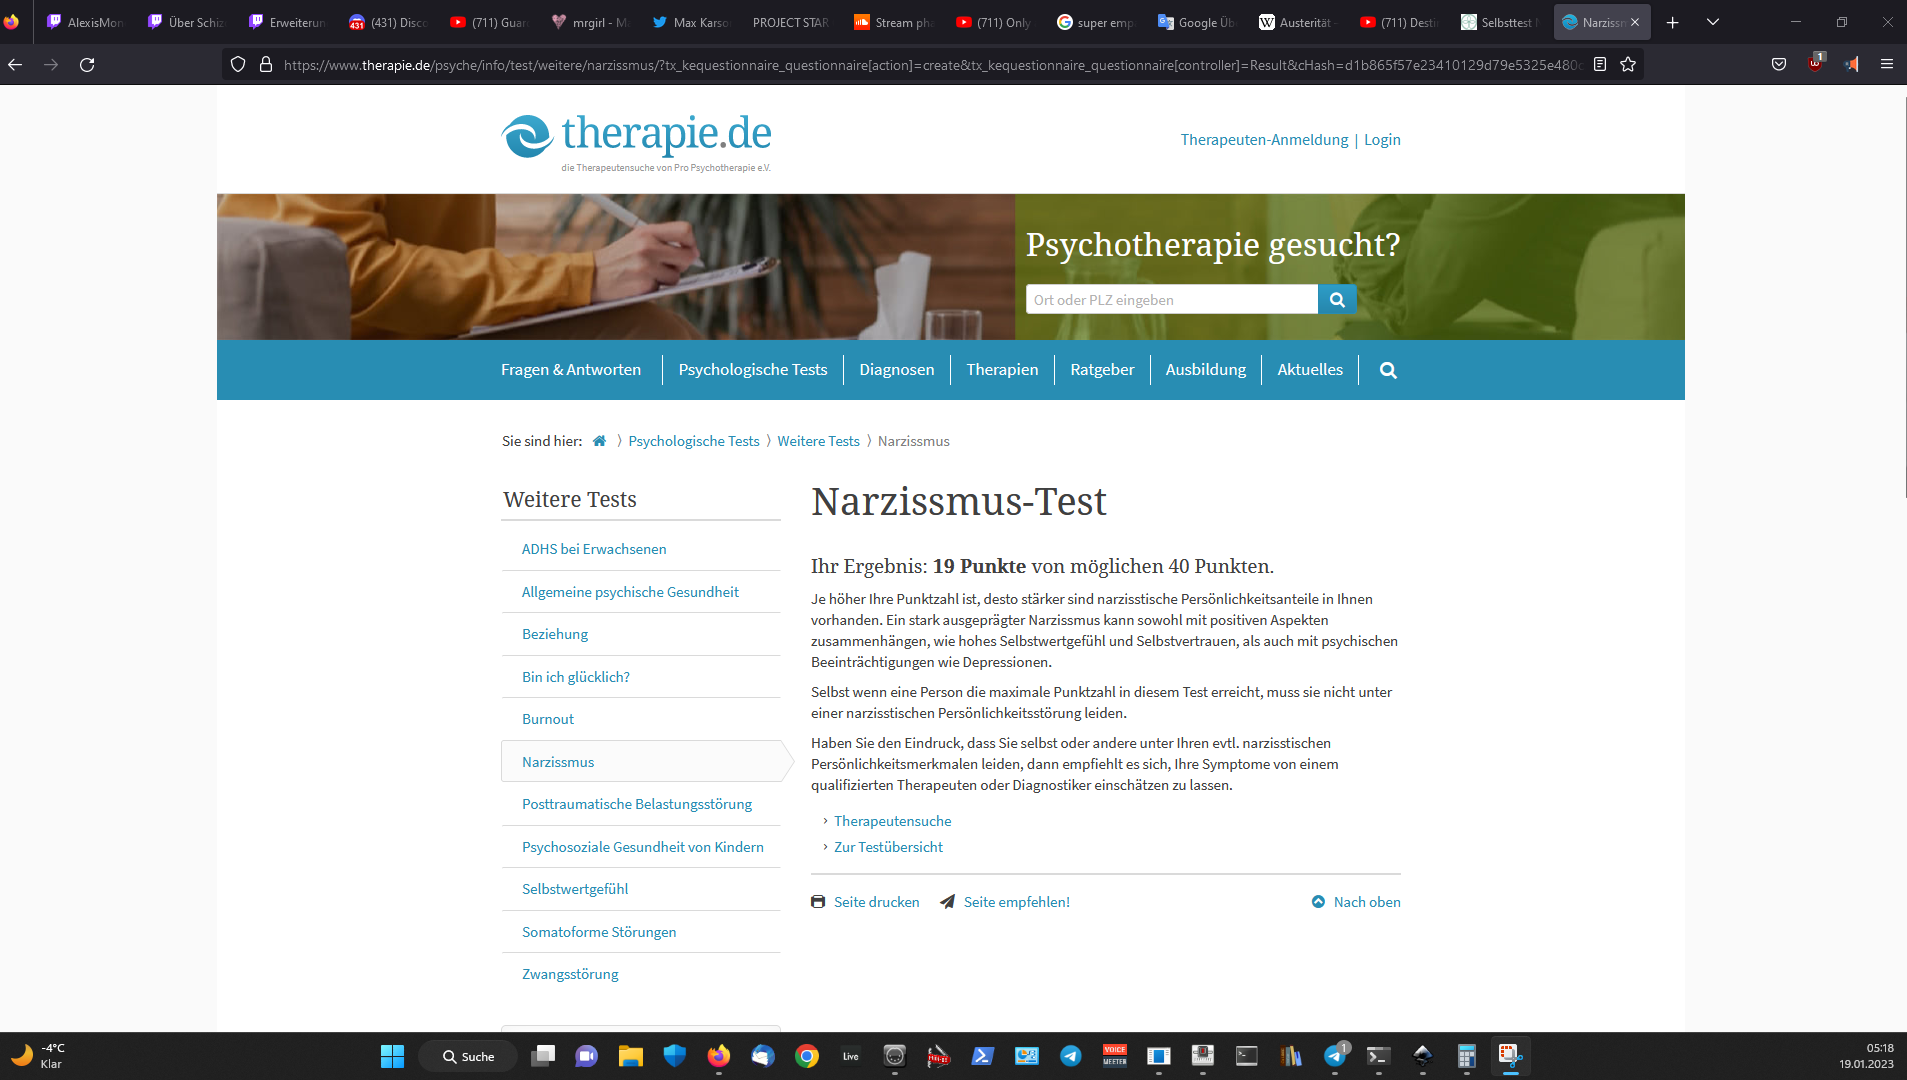 AlexisMon
Über Schiz
Erweiterun
(431) Disco
(711) Gua
mrgirl - M
Max Karso
PROJECT STAR
Stream ph
(711) Only
super emp
Google Üb
Austerität -
(711) Desti
Selbsttest
Narzissm
https://www.therapie.de/psyche/info/test/weitere/narzissmus/?tx_kequestionnaire_questionnaire[action]=create&tx_kequestionnaire_questionnaire[controller]=Result&cHash=d1b865f57e23410129d79e5325e480
1
therapie.de
die Therapeutensuche von Pro Psychotherapie e.V.
Therapeuten-Anmeldung | Login
Psychotherapie gesucht?
Ort oder PLZ eingeben
Fragen & Antworten
Psychologische Tests
Diagnosen
Therapien
Ratgeber
Ausbildung
Aktuelles
Sie sind hier: 〉 Psychologische Tests 〉 Weitere Tests 〉 Narzissmus
Weitere Tests
ADHS bei Erwachsenen
Allgemeine psychische Gesundheit
Beziehung
Bin ich glücklich?
Burnout
Narzissmus
Posttraumatische Belastungsstörung
Psychosoziale Gesundheit von Kindern
Selbstwertgefühl
Somatoforme Störungen
Zwangsstörung
Narzissmus-Test
Ihr Ergebnis: 19 Punkte von möglichen 40 Punkten.
Je höher Ihre Punktzahl ist, desto stärker sind narzisstische Persönlichkeitsanteile in Ihnen
vorhanden. Ein stark ausgeprägter Narzissmus kann sowohl mit positiven Aspekten
zusammenhängen, wie hohes Selbstwertgefühl und Selbstvertrauen, als auch mit psychischen
Beeinträchtigungen wie Depressionen.
Selbst wenn eine Person die maximale Punktzahl in diesem Test erreicht, muss sie nicht unter
einer narzisstischen Persönlichkeitsstörung leiden.
Haben Sie den Eindruck, dass Sie selbst oder andere unter Ihren evtl. narzisstischen
Persönlichkeitsmerkmalen leiden, dann empfiehlt es sich, Ihre Symptome von einem
qualifizierten Therapeuten oder Diagnostiker einschätzen zu lassen.
› Therapeutensuche
› Zur Testübersicht
Seite drucken
Seite empfehlen!
Nach oben
-4°C
Klar
Suche
Live
VOICE
MEETER
1
05:18
19.01.2023